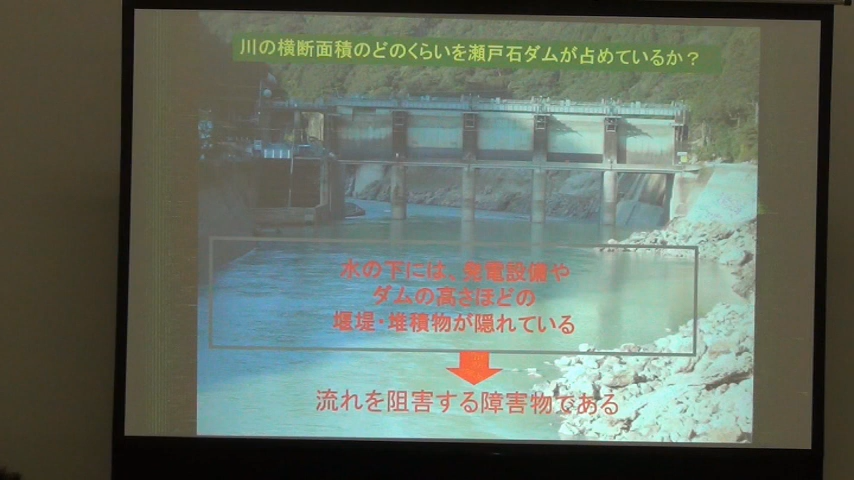 川の横断面積のどのくらいを瀬戸石ダムが占めているか？
水の下には、発電設備や
ダムの高さほどの
堰堤・堆積物が隠れている
流れを阻害する障害物である